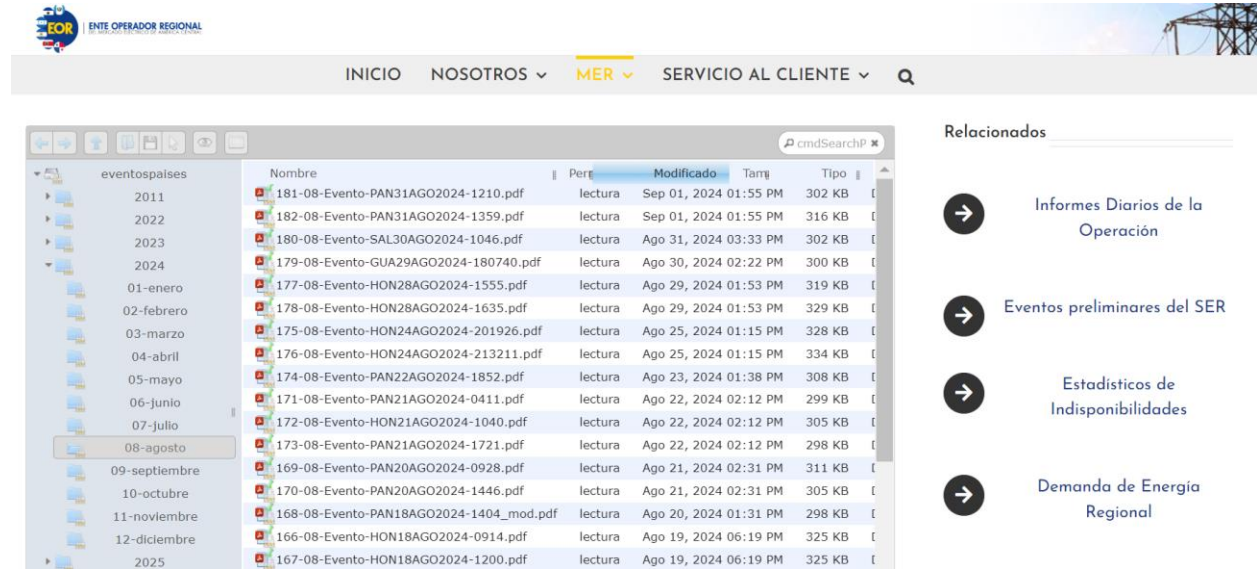 EOR
ENTE OPERADOR REGIONAL
DEL MERCADO ELÉCTRICO DE AMÉRICA CENTRAL
INICIO NOSOTROS MER SERVICIO AL CLIENTE
cmdSearchP
Relacionados
Nombre Modificado Tipo
eventospaises
2011
2022
2023
2024
01-enero
02-febrero
03-marzo
04-abril
05-mayo
06-junio
07-julio
08-agosto
09-septiembre
10-octubre
11-noviembre
12-diciembre
2025
181-08-Evento-PAN31AGO2024-1210.pdf lectura Sep 01, 2024 01:55 PM 302 KB
182-08-Evento-PAN31AGO2024-1359.pdf lectura Sep 01, 2024 01:55 PM 316 KB
180-08-Evento-SAL30AGO2024-1046.pdf lectura Ago 31, 2024 03:33 PM 302 KB
179-08-Evento-GUA29AGO2024-180740.pdf lectura Ago 30, 2024 02:22 PM 300 KB
177-08-Evento-HON28AGO2024-1555.pdf lectura Ago 29, 2024 01:53 PM 319 KB
178-08-Evento-HON28AGO2024-1635.pdf lectura Ago 29, 2024 01:53 PM 329 KB
175-08-Evento-HON24AGO2024-201926.pdf lectura Ago 25, 2024 01:15 PM 328 KB
176-08-Evento-HON24AGO2024-213211.pdf lectura Ago 25, 2024 01:15 PM 334 KB
174-08-Evento-PAN22AGO2024-1852.pdf lectura Ago 23, 2024 01:38 PM 308 KB
171-08-Evento-PAN21AGO2024-0411.pdf lectura Ago 22, 2024 02:12 PM 299 KB
172-08-Evento-HON21AGO2024-1040.pdf lectura Ago 22, 2024 02:12 PM 305 KB
173-08-Evento-PAN21AGO2024-1721.pdf lectura Ago 22, 2024 02:12 PM 298 KB
169-08-Evento-PAN20AGO2024-0928.pdf lectura Ago 21, 2024 02:31 PM 311 KB
170-08-Evento-PAN20AGO2024-1446.pdf lectura Ago 21, 2024 02:31 PM 305 KB
168-08-Evento-PAN18AGO2024-1404_mod.pdf lectura Ago 20, 2024 01:31 PM 298 KB
166-08-Evento-HON18AGO2024-0914.pdf lectura Ago 19, 2024 06:19 PM 325 KB
167-08-Evento-HON18AGO2024-1200.pdf lectura Ago 19, 2024 06:19 PM 325 KB
Informes Diarios de la
Operación
Eventos preliminares del SER
Estadísticos de
Indisponibilidades
Demanda de Energía
Regional